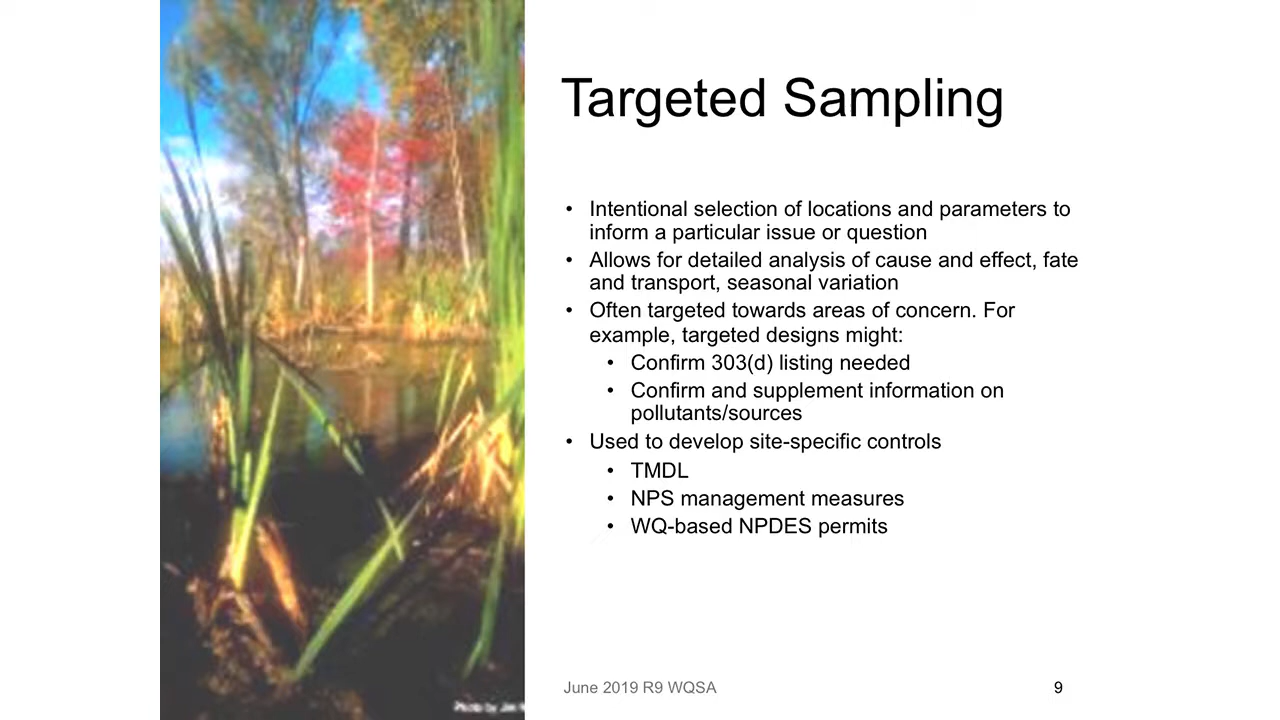 Targeted Sampling
• Intentional selection of locations and parameters to
inform a particular issue or question
• Allows for detailed analysis of cause and effect, fate
and transport, seasonal variation
• Often targeted towards areas of concern. For
example, targeted designs might:
• Confirm 303(d) listing needed
• Confirm and supplement information on
pollutants/sources
• Used to develop site-specific controls
• TMDL
• NPS management measures
• WQ-based NPDES permits
Photo by
June 2019 R9 WQSA
9